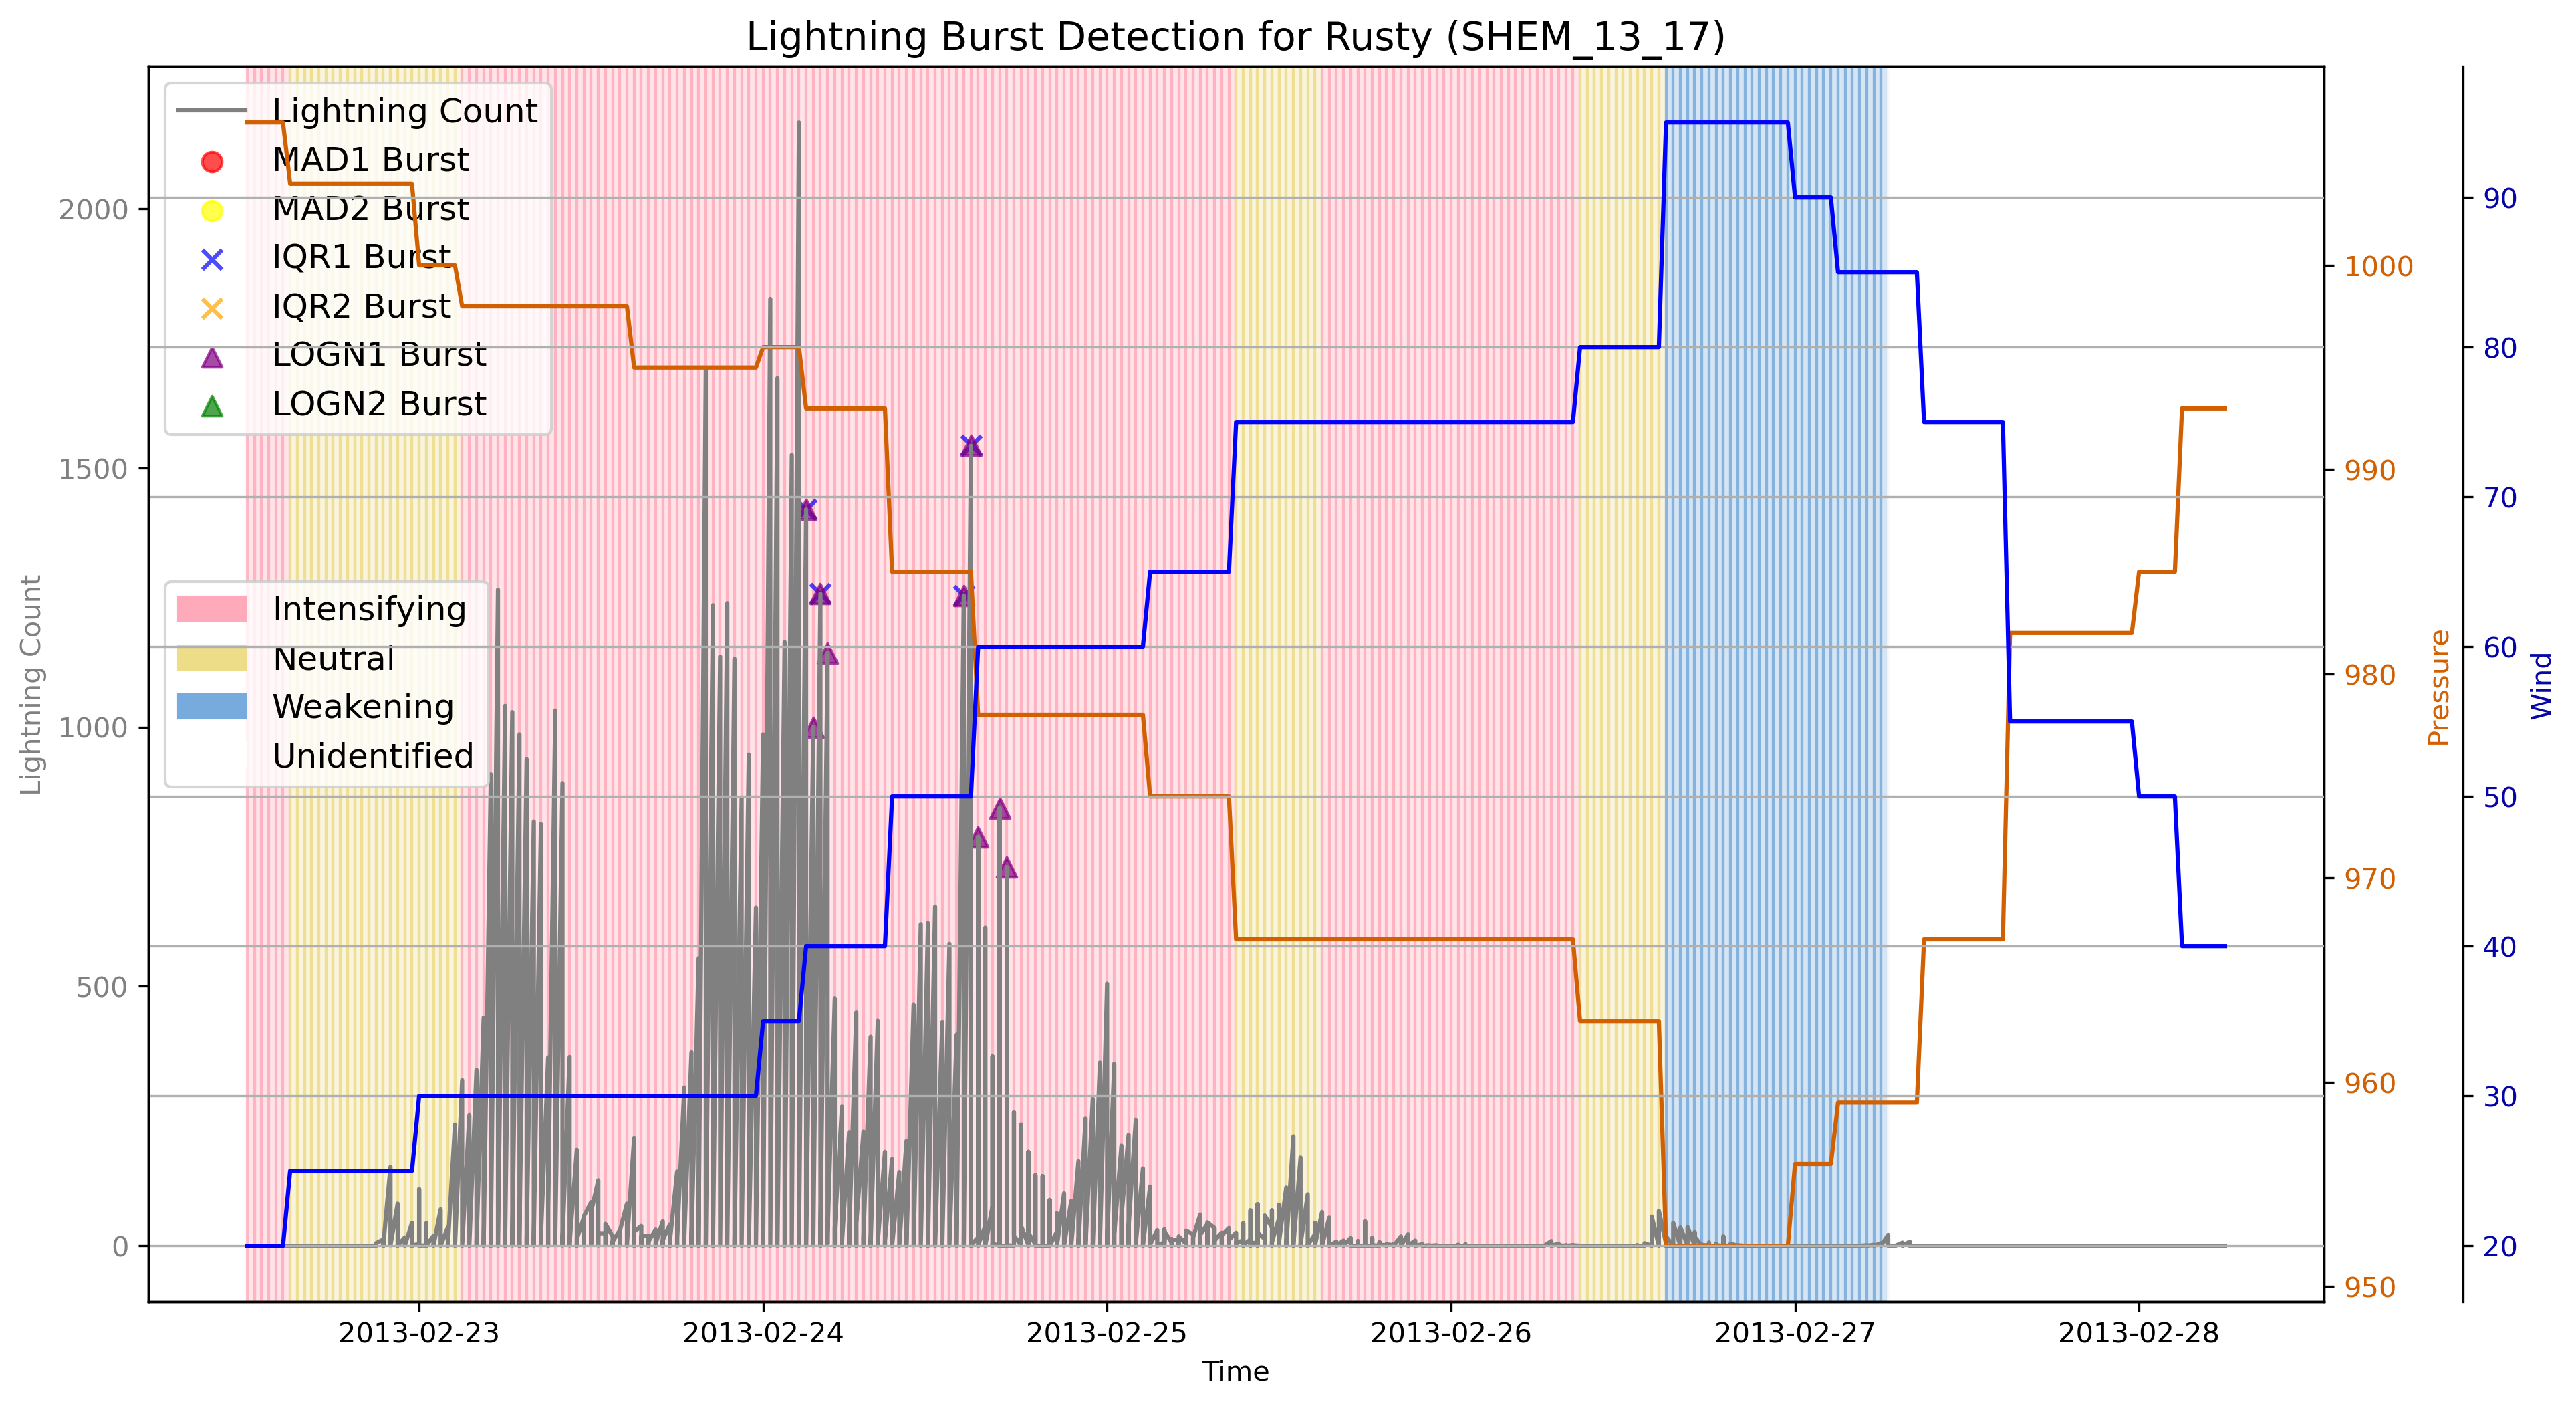 Lightning Burst Detection for Rusty (SHEM_13_17)
Lightning Count
MAD1 Burst
MAD2 Burst
IQR1 Burst
IQR2 Burst
LOGN1 Burst
LOGN2 Burst
Intensifying
Neutral
Weakening
Unidentified
Lightning Count
2000
1500
1000
500
0
1000
990
980
970
960
950
Pressure
90
80
70
60
50
40
30
20
Wind
2013-02-23
2013-02-24
2013-02-25
2013-02-26
2013-02-27
2013-02-28
Time